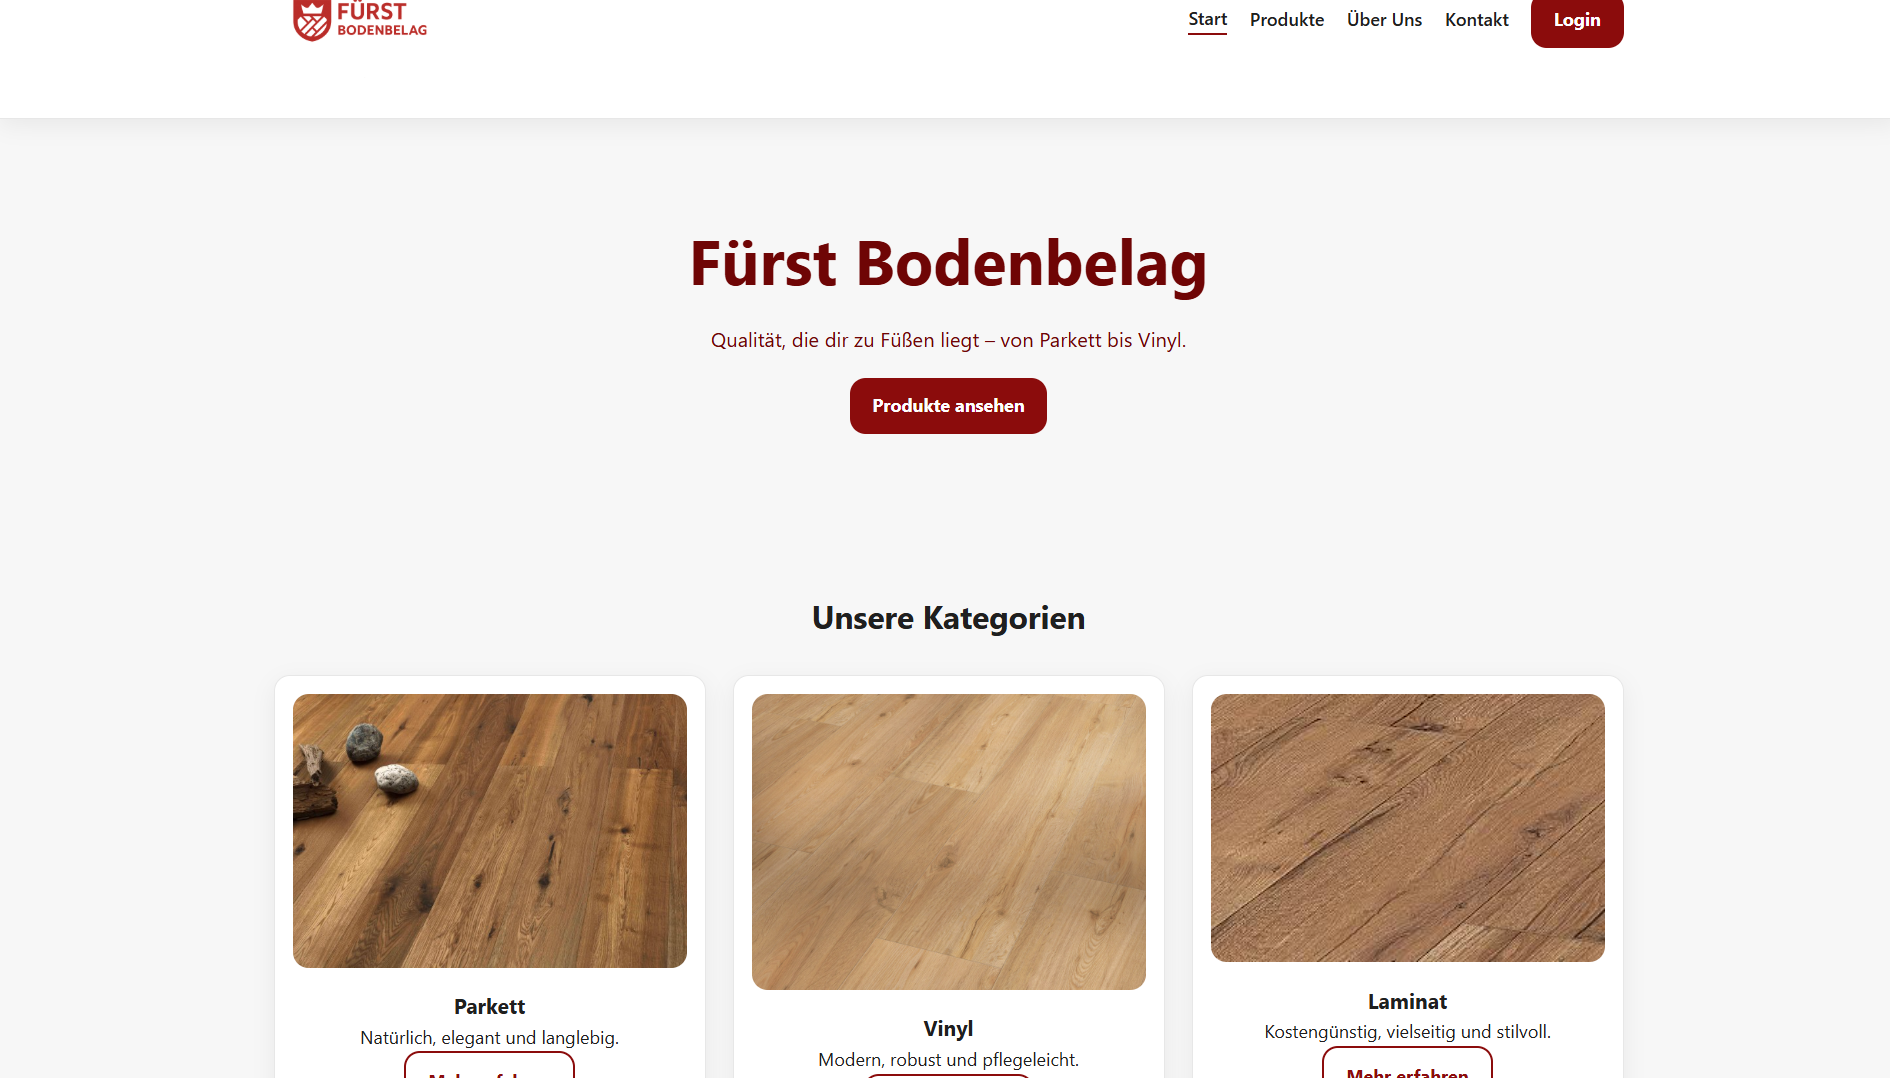 FÜRST
BODENBELAG
Start Produkte Über Uns Kontakt Login
Fürst Bodenbelag
Qualität, die dir zu Füßen liegt – von Parkett bis Vinyl.
Produkte ansehen
Unsere Kategorien
Parkett
Natürlich, elegant und langlebig.
Vinyl
Modern, robust und pflegeleicht.
Laminat
Kostengünstig, vielseitig und stilvoll.
Mehr erfahren